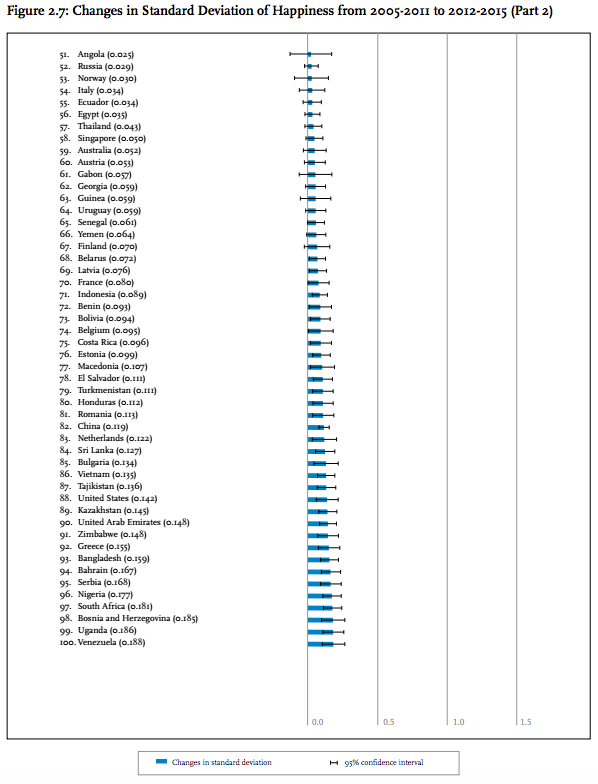 Figure 2.7: Changes in Standard Deviation of Happiness from 2005-2011 to 2012-2015 (Part 2)
51. Angola (0.025)
52. Russia (0.029)
53. Norway (0.030)
54. Italy (0.034)
55. Ecuador (0.034)
56. Egypt (0.035)
57. Thailand (0.043)
58. Singapore (0.050)
59. Australia (0.052)
60. Austria (0.053)
61. Gabon (0.057)
62. Georgia (0.059)
63. Guinea (0.059)
64. Uruguay (0.059)
65. Senegal (0.061)
66. Yemen (0.064)
67. Finland (0.070)
68. Belarus (0.072)
69. Latvia (0.076)
70. France (0.080)
71. Indonesia (0.089)
72. Benin (0.093)
73. Bolivia (0.094)
74. Belgium (0.095)
75. Costa Rica (0.096)
76. Estonia (0.099)
77. Macedonia (0.107)
78. El Salvador (0.111)
79. Turkmenistan (0.111)
80. Honduras (0.112)
81. Romania (0.113)
82. China (0.119)
83. Netherlands (0.122)
84. Sri Lanka (0.127)
85. Bulgaria (0.134)
86. Vietnam (0.135)
87. Tajikistan (0.136)
88. United States (0.142)
89. Kazakhstan (0.145)
90. United Arab Emirates (0.148)
91. Zimbabwe (0.148)
92. Greece (0.155)
93. Bangladesh (0.159)
94. Bahrain (0.167)
95. Serbia (0.168)
96. Nigeria (0.177)
97. South Africa (0.181)
98. Bosnia and Herzegovina (0.185)
99. Uganda (0.186)
100. Venezuela (0.188)
0.0 0.5 1.0 1.5
Changes in standard deviation 95% confidence interval